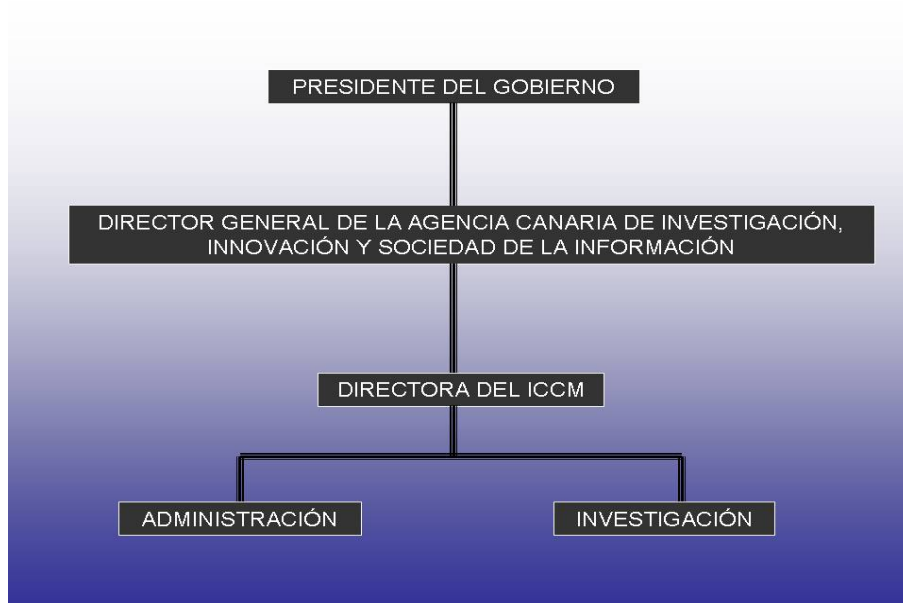 PRESIDENTE DEL GOBIERNO
DIRECTOR GENERAL DE LA AGENCIA CANARIA DE INVESTIGACIÓN,
INNOVACIÓN Y SOCIEDAD DE LA INFORMACIÓN
DIRECTORA DEL ICCM
ADMINISTRACIÓN
INVESTIGACIÓN